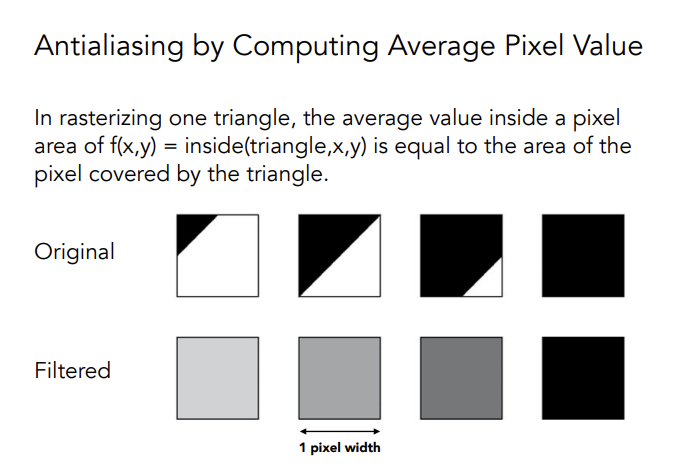 Antialiasing by Computing Average Pixel Value
In rasterizing one triangle, the average value inside a pixel
area of f(x,y) = inside(triangle,x,y) is equal to the area of the
pixel covered by the triangle.
Original
Filtered
1 pixel width